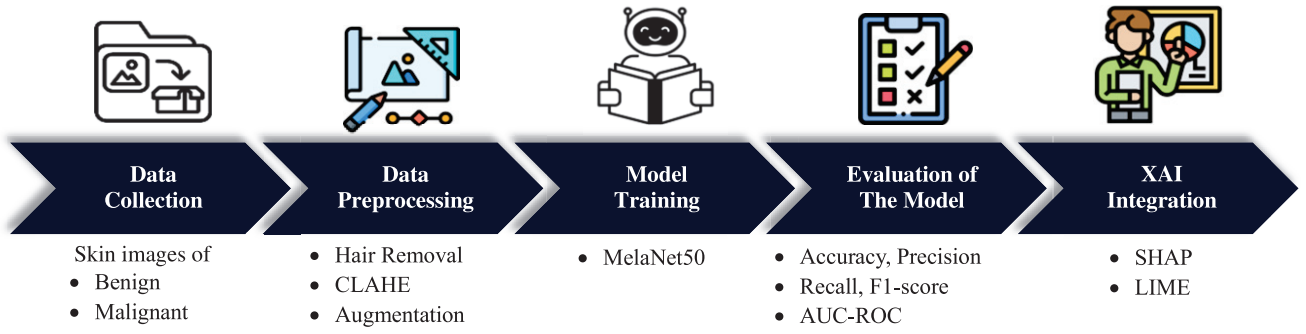 Data
Collection
Data
Preprocessing
Model
Training
Evaluation of
The Model
XAI
Integration
Skin images of
• Benign
• Malignant
• Hair Removal
• CLAHE
• Augmentation
• MelaNet50
• Accuracy, Precision
• Recall, F1-score
• AUC-ROC
• SHAP
• LIME